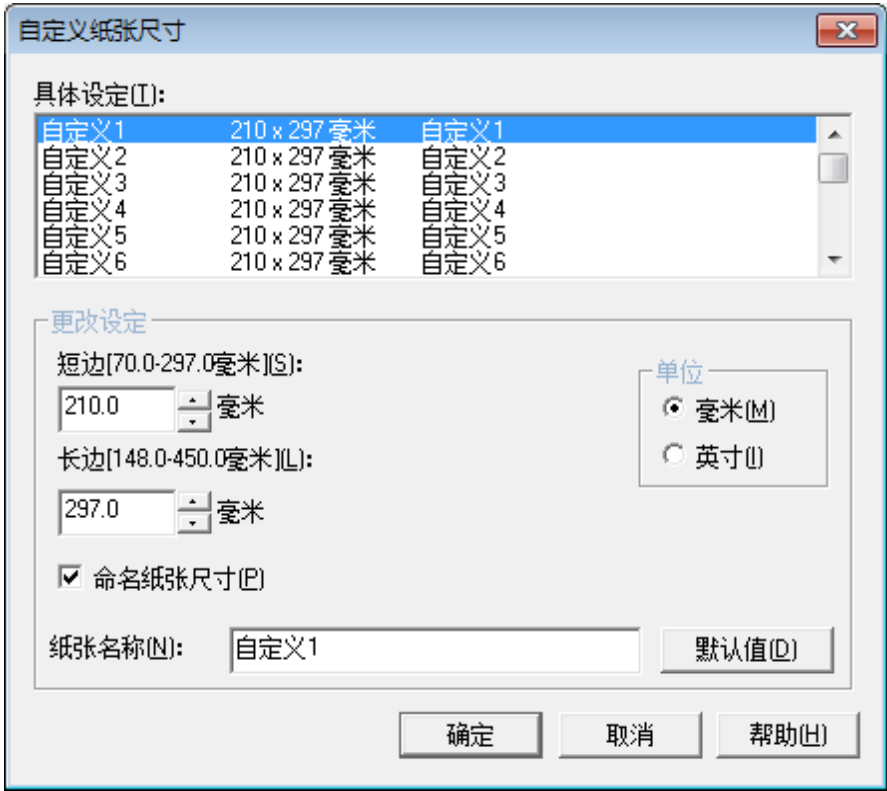 自定义纸张尺寸
具体设定(T):
自定义1 210 x 297 毫米 自定义1
自定义2 210 x 297 毫米 自定义2
自定义3 210 x 297 毫米 自定义3
自定义4 210 x 297 毫米 自定义4
自定义5 210 x 297 毫米 自定义5
自定义6 210 x 297 毫米 自定义6
更改设定
短边[70.0-297.0毫米](S):
210.0 毫米
单位
毫米(M)
英寸(I)
长边[148.0-450.0毫米](L):
297.0 毫米
命名纸张尺寸(P)
纸张名称(N): 自定义1 默认值(D)
确定 取消 帮助(H)